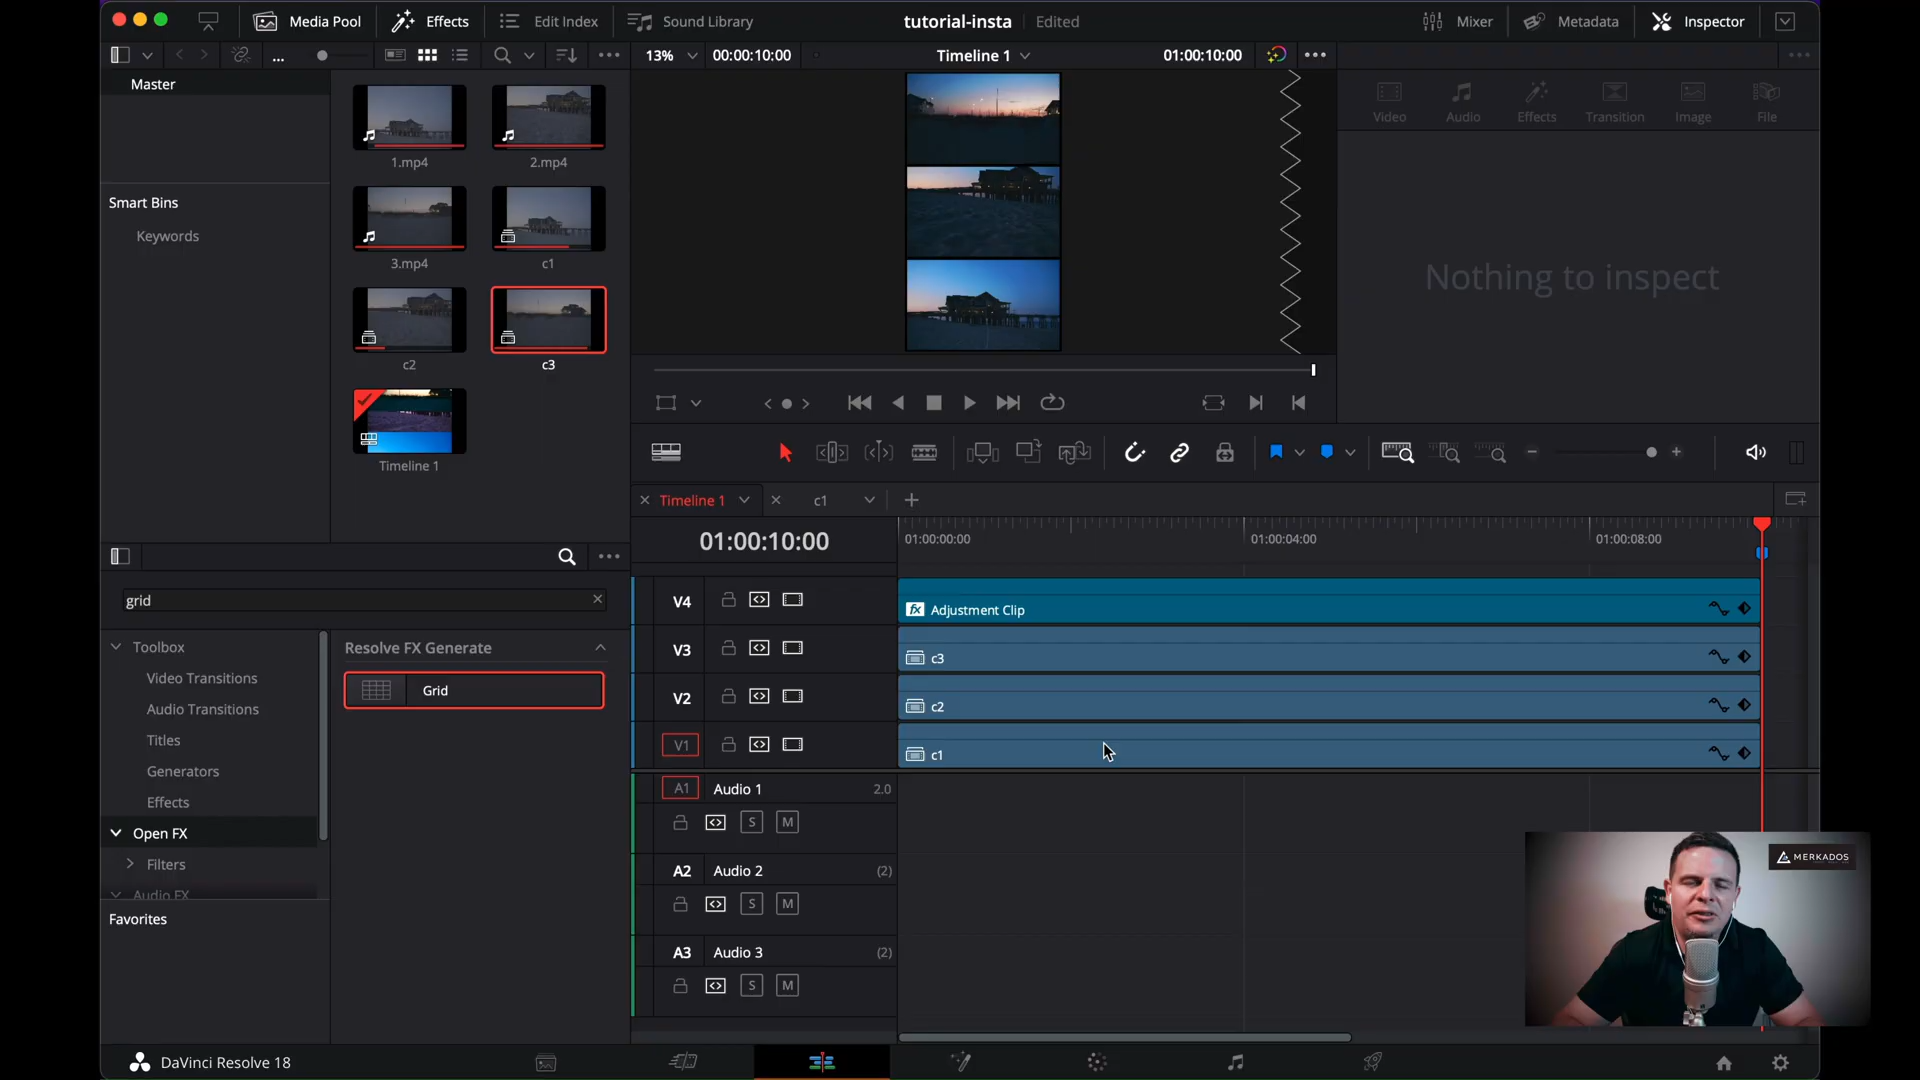 Media Pool
Effects
Edit Index
Sound Library
tutorial-insta
Edited
Mixer
Metadata
Inspector
...
13%
00:00:10:00
Timeline 1
01:00:10:00
Master
1.mp4
2.mp4
Smart Bins
Keywords
3.mp4
c1
c2
c3
Timeline 1
Video
Audio
Effects
Transition
Image
File
Nothing to inspect
Timeline 1
c1
01:00:10:00
01:00:00:00
01:00:04:00
01:00:08:00
grid
Toolbox
Video Transitions
Audio Transitions
Titles
Generators
Effects
Open FX
Filters
Audio FX
Favorites
Resolve FX Generate
Grid
V4
fx Adjustment Clip
V3
c3
V2
c2
V1
c1
A1
Audio 1
2.0
S
M
A2
Audio 2
(2)
S
M
A3
Audio 3
(2)
S
M
MERKADOS
DaVinci Resolve 18